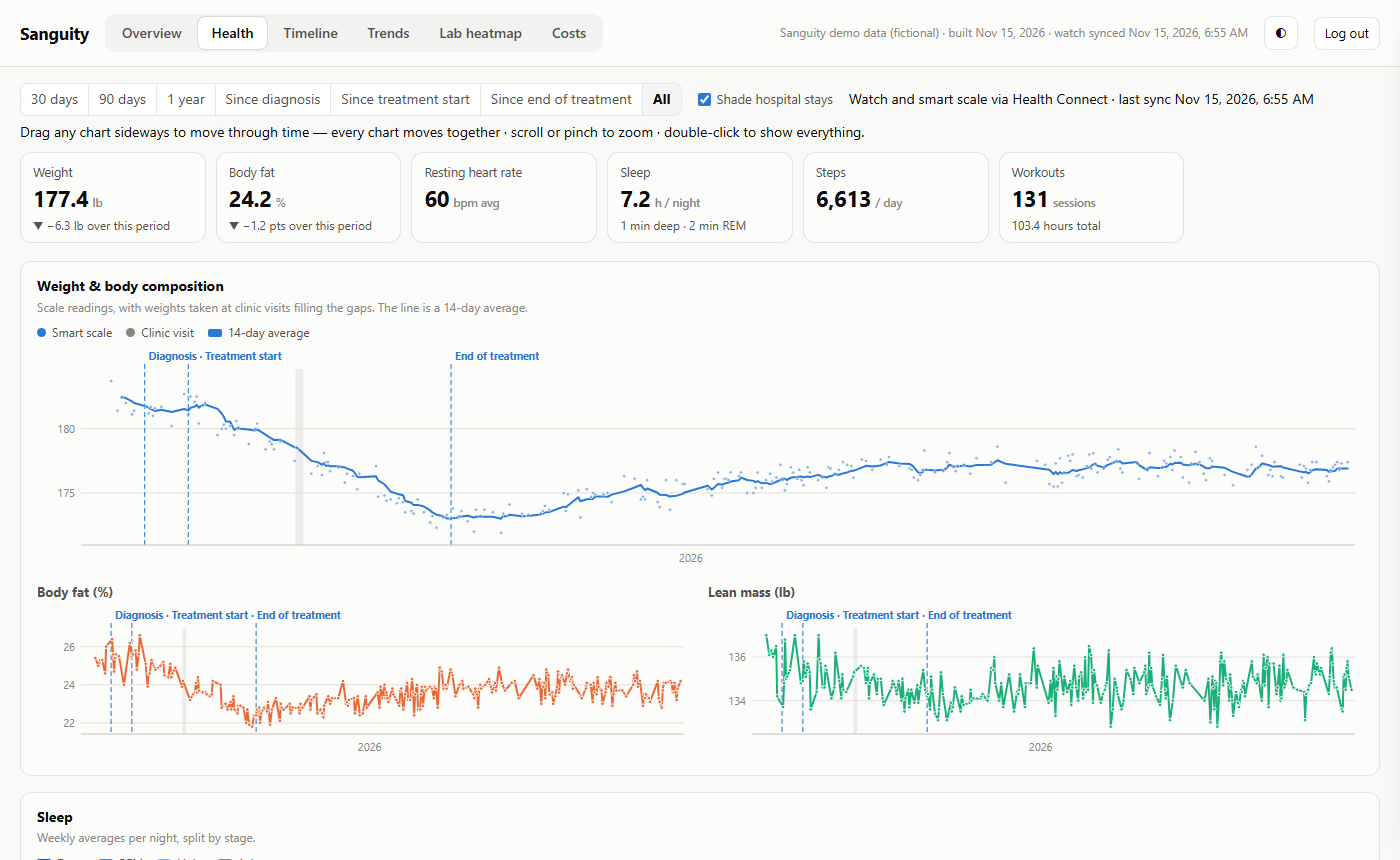 Sanguity
Overview Health Timeline Trends Lab heatmap Costs
Sanguity demo data (fictional) · built Nov 15, 2026 · watch synced Nov 15, 2026, 6:55 AM
Log out
30 days 90 days 1 year Since diagnosis Since treatment start Since end of treatment All
Shade hospital stays
Watch and smart scale via Health Connect · last sync Nov 15, 2026, 6:55 AM
Drag any chart sideways to move through time — every chart moves together · scroll or pinch to zoom · double-click to show everything.
Weight
177.4 lb
▼ −6.3 lb over this period
Body fat
24.2 %
▼ −1.2 pts over this period
Resting heart rate
60 bpm avg
Sleep
7.2 h / night
1 min deep · 2 min REM
Steps
6,613 / day
Workouts
131 sessions
103.4 hours total
Weight & body composition
Scale readings, with weights taken at clinic visits filling the gaps. The line is a 14-day average.
Smart scale Clinic visit 14-day average
Diagnosis · Treatment start End of treatment
180
175
2026
Body fat (%)
Diagnosis · Treatment start · End of treatment
26
24
22
2026
Lean mass (lb)
Diagnosis · Treatment start · End of treatment
136
134
2026
Sleep
Weekly averages per night, split by stage.